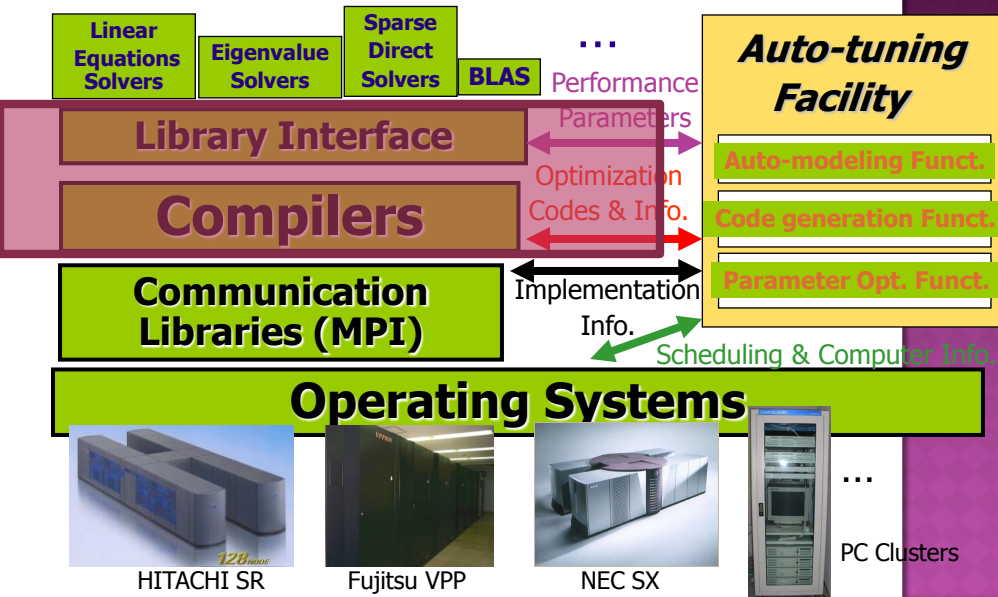 Linear
Equations
Solvers
Eigenvalue
Solvers
Sparse
Direct
Solvers
BLAS
...
Performance
Parameters
Auto-tuning
Facility
Library Interface
Auto-modeling Funct.
Optimization
Codes & Info.
Compilers
Code generation Funct.
Communication
Libraries (MPI)
Implementation
Info.
Parameter Opt. Funct.
Scheduling & Computer Info.
Operating Systems
VPP800
128 NODE
...
PC Clusters
HITACHI SR
Fujitsu VPP
NEC SX